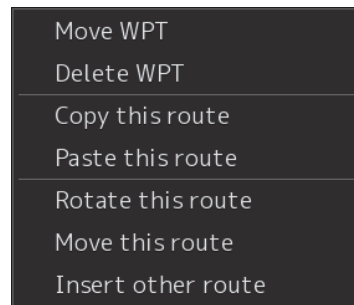 Move WPT
Delete WPT
Copy this route
Paste this route
Rotate this route
Move this route
Insert other route